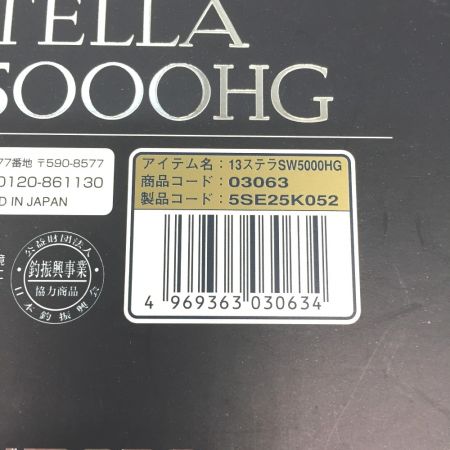 TELLA
5000HG
77番地 〒590-8577
0120-861130
D IN JAPAN
アイテム名：13ステラSW5000HG
商品コード：03063
製品コード：5SE25K052
4 969363 030634
公益財団法人
釣振興事業
協力商品
日本釣振興会